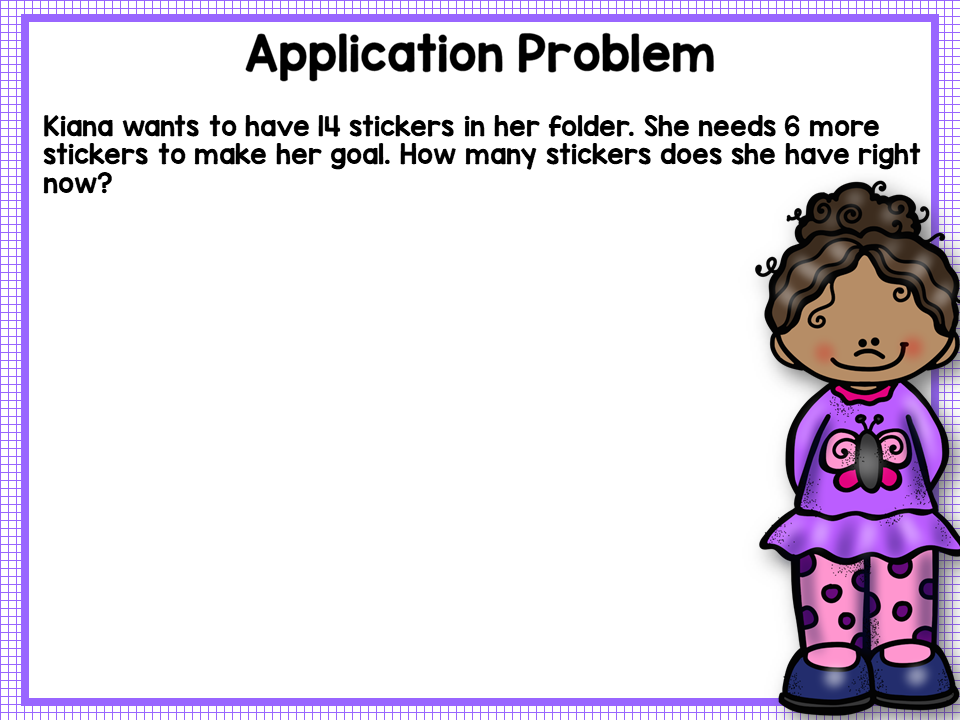 Application Problem
Kiana wants to have 14 stickers in her folder. She needs 6 more
stickers to make her goal. How many stickers does she have right
now?